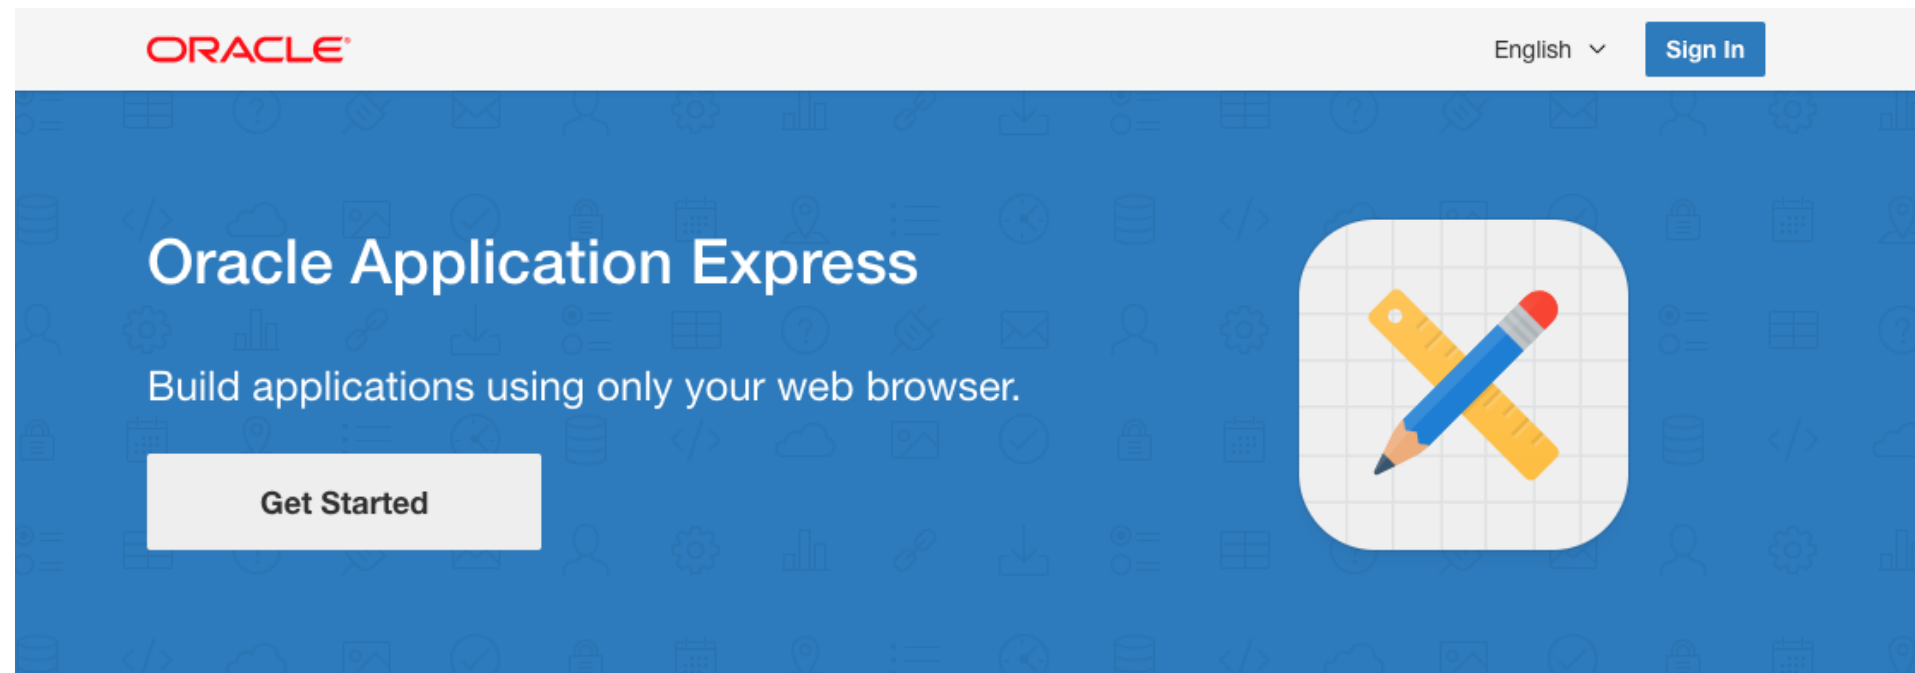 ORACLE®
English
Sign In
Oracle Application Express
Build applications using only your web browser.
Get Started